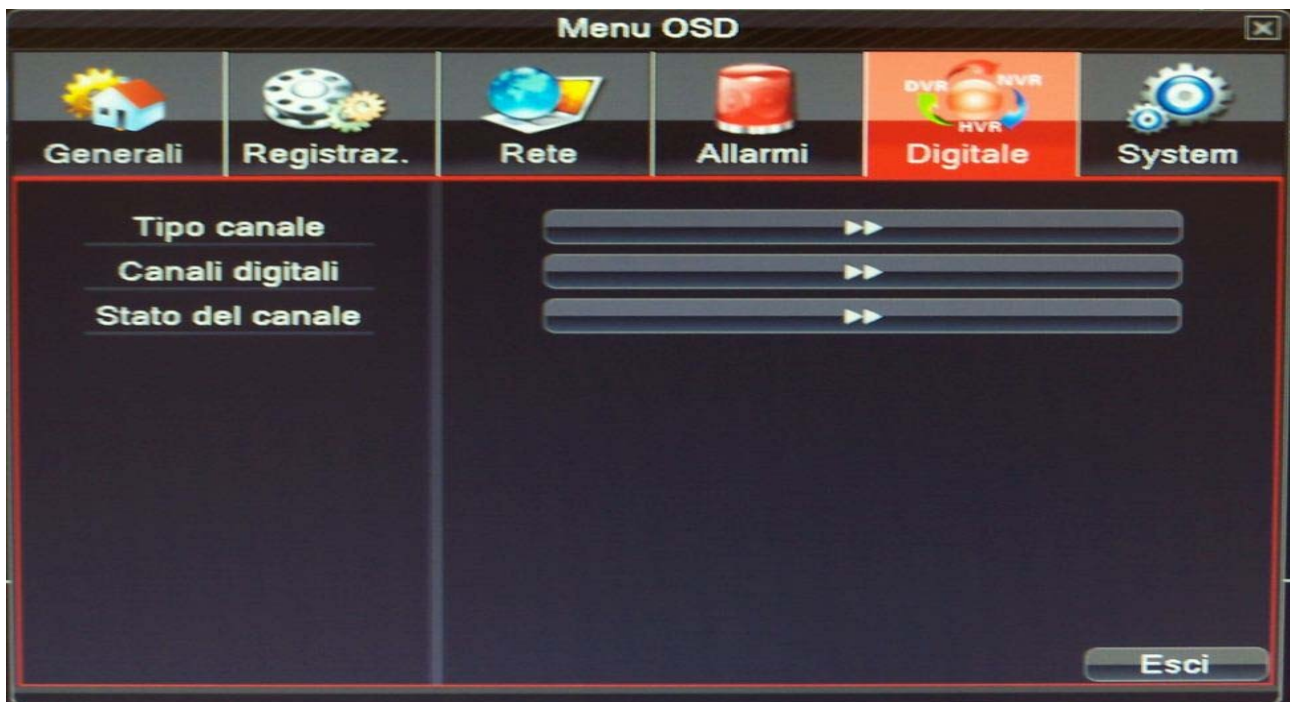 Menu OSD
DVR NVR
HVR
Generali Registraz. Rete Allarmi Digitale System
Tipo canale
Canali digitali
Stato del canale
Esci